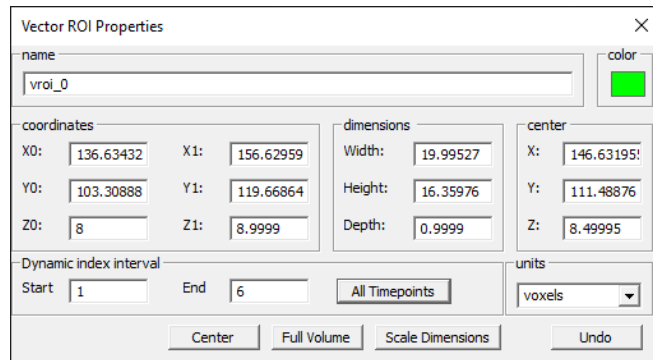 Vector ROI Properties
name
color
vroi_0
coordinates
dimensions
center
X0: 136.63432 X1: 156.62959 Width: 19.99527 X: 146.631955
Y0: 103.30888 Y1: 119.66864 Height: 16.35976 Y: 111.48876
Z0: 8 Z1: 8.9999 Depth: 0.9999 Z: 8.49995
Dynamic index interval
units
Start 1 End 6 All Timepoints voxels
Center Full Volume Scale Dimensions Undo